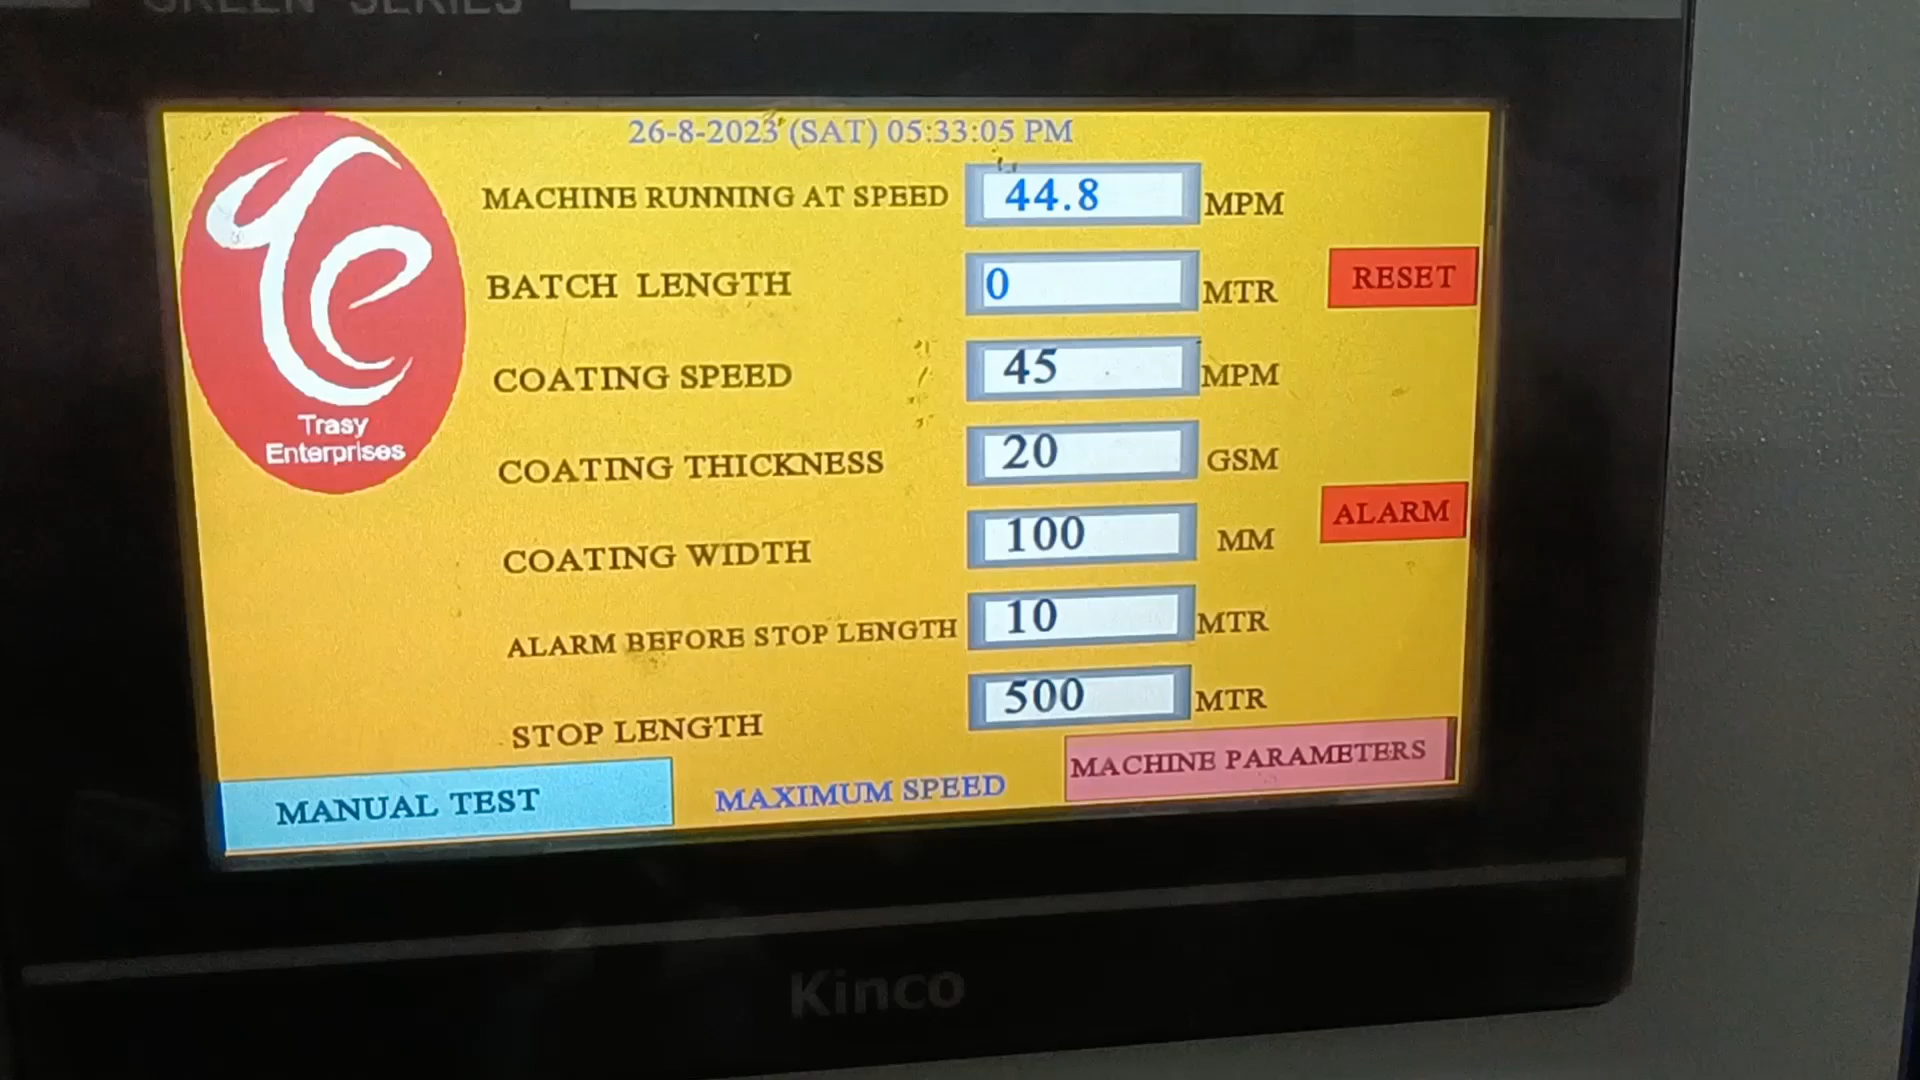 GREEN SERIES
26-8-2023 (SAT) 05:33:05 PM
MACHINE RUNNING AT SPEED 44.8 MPM
BATCH LENGTH 0 MTR RESET
COATING SPEED 45 MPM
COATING THICKNESS 20 GSM
COATING WIDTH 100 MM ALARM
ALARM BEFORE STOP LENGTH 10 MTR
STOP LENGTH 500 MTR
Trasy
Enterprises
MANUAL TEST MAXIMUM SPEED MACHINE PARAMETERS
Kinco